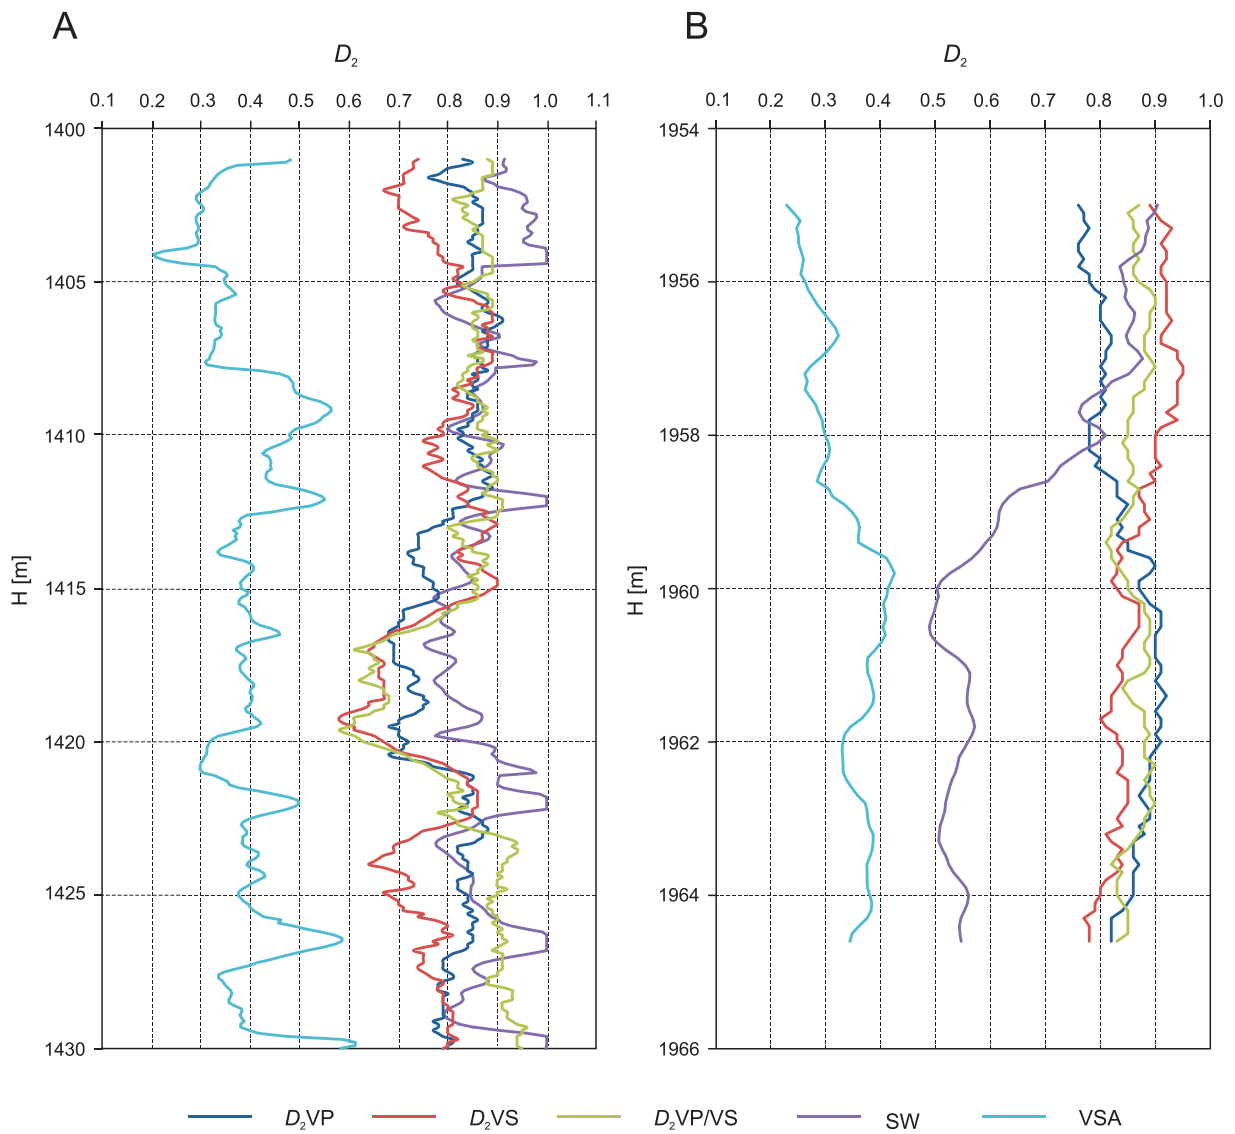 A B
D₂ D₂
0.1 0.2 0.3 0.4 0.5 0.6 0.7 0.8 0.9 1.0 1.1 0.1 0.2 0.3 0.4 0.5 0.6 0.7 0.8 0.9 1.0
1400 1954
1405 1956
1410 1958
H [m] 1415 H [m] 1960
1420 1962
1425 1964
1430 1966
D₂VP D₂VS D₂VP/VS SW VSA